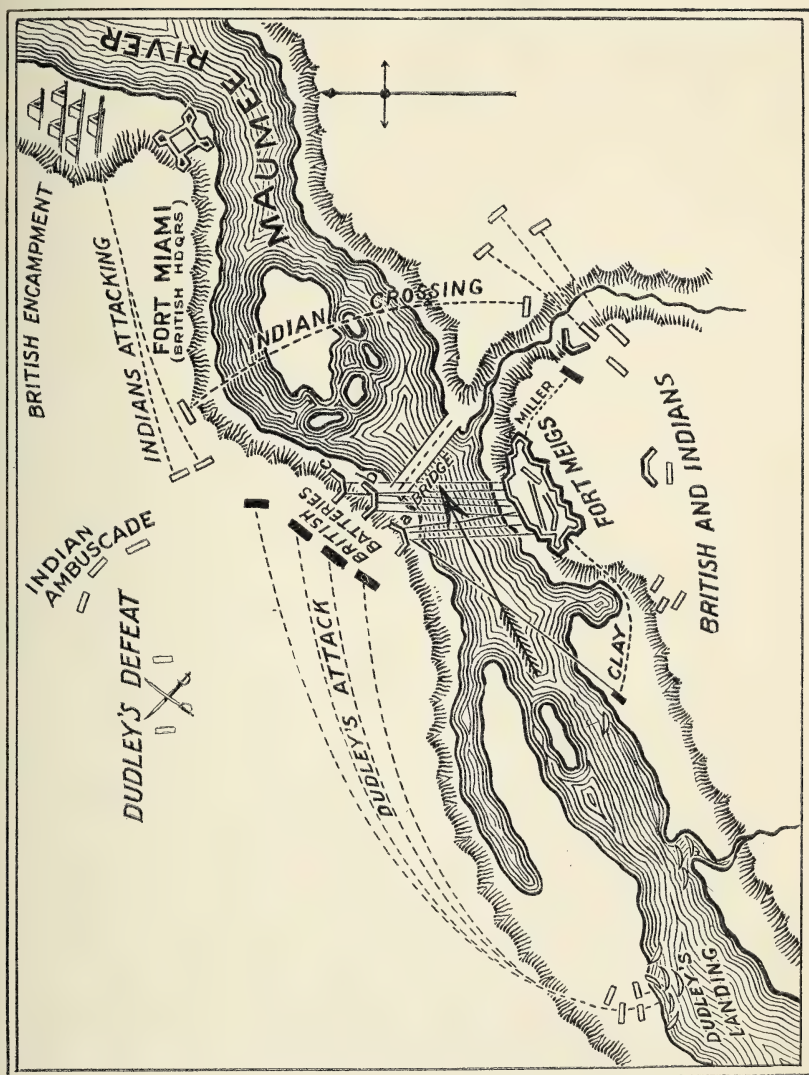 MAUMEE RIVER
BRITISH ENCAMPMENT
INDIANS ATTACKING
FORT MIAMI
(BRITISH HDQRS)
INDIAN CROSSING
INDIAN
AMBUSCADE
DUDLEY'S DEFEAT
BRITISH
BATTERIES
a
b
c
BRIDGE
MILLER
FORT MEIGS
BRITISH AND INDIANS
DUDLEY'S ATTACK
CLAY
DUDLEY'S
LANDING